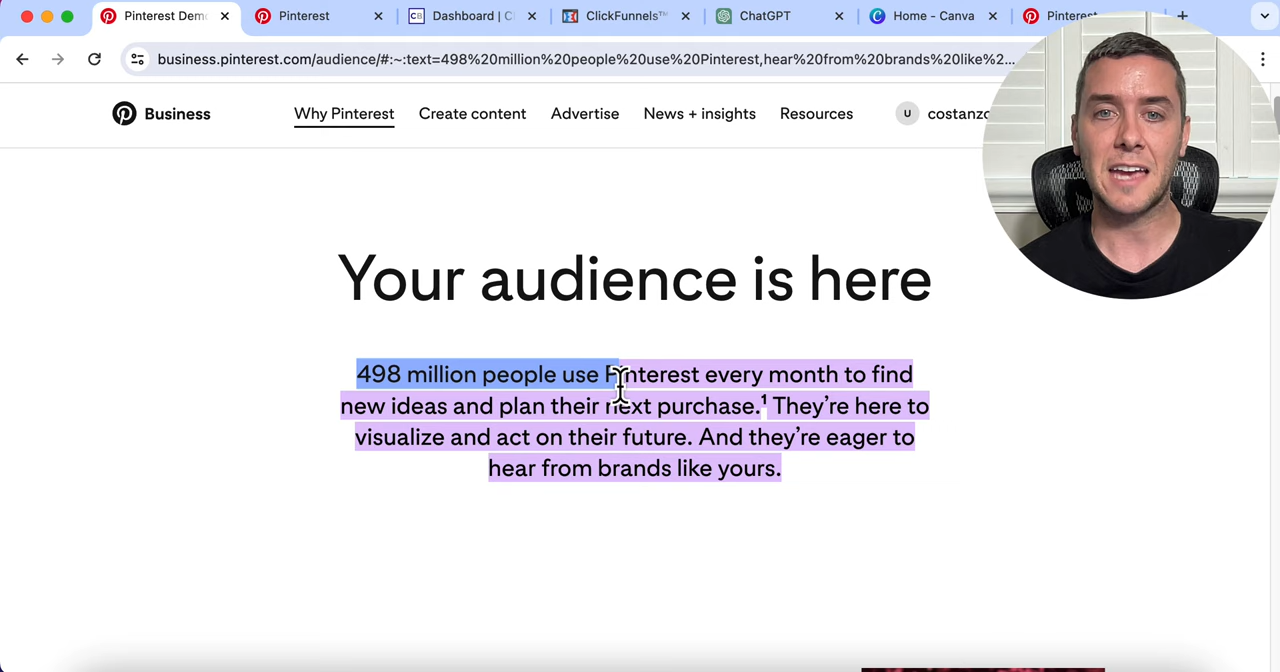 Pinterest Demo
Pinterest
Dashboard | C
ClickFunnels™
ChatGPT
Home - Canva
Pinterest
business.pinterest.com/audience/#:~:text=498%20million%20people%20use%20Pinterest,hear%20from%20brands%20like%2...
Business
Why Pinterest
Create content
Advertise
News + insights
Resources
U
costanzo
Your audience is here
498 million people use Pinterest every month to find
new ideas and plan their next purchase.¹ They’re here to
visualize and act on their future. And they’re eager to
hear from brands like yours.